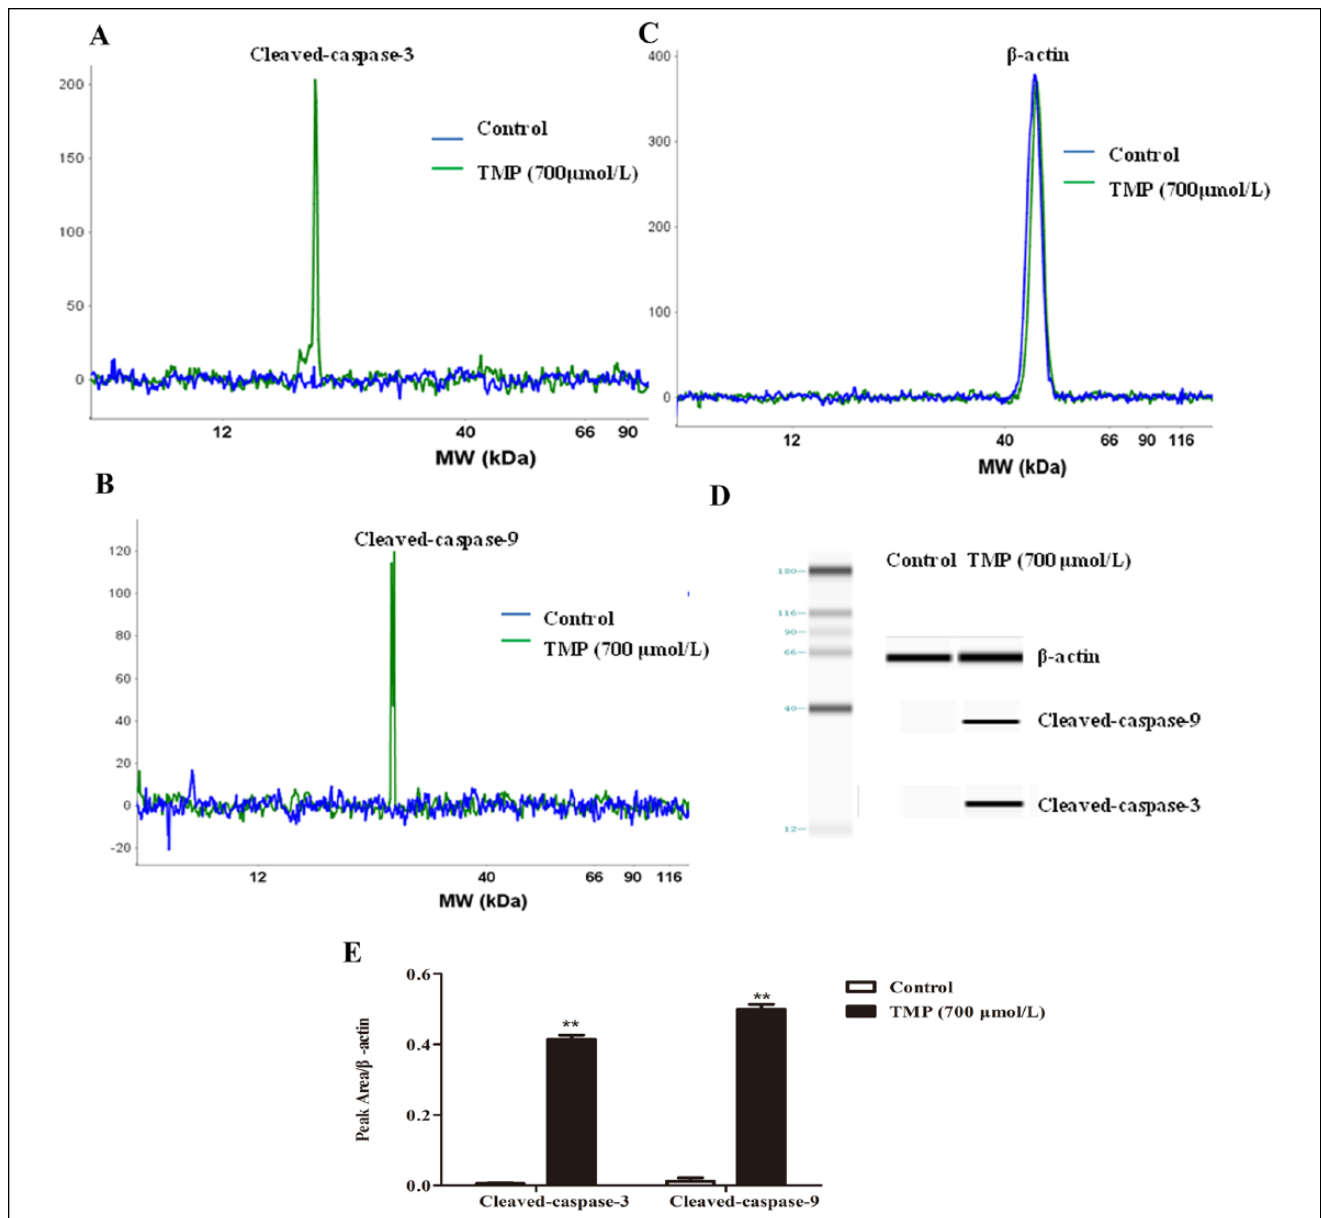 A
Cleaved-caspase-3
200
150
100
50
0
Control
TMP (700μmol/L)
12 40 66 90
MW (kDa)
C
β-actin
400
300
200
100
0
Control
TMP (700μmol/L)
12 40 66 90 116
MW (kDa)
B
Cleaved-caspase-9
120
100
80
60
40
20
0
-20
Control
TMP (700 μmol/L)
12 40 66 90 116
MW (kDa)
D
Control TMP (700 μmol/L)
180
116
90
66
40
12
β-actin
Cleaved-caspase-9
Cleaved-caspase-3
E
Peak Area/β -actin
0.6
0.4
0.2
0.0
**
**
Control
TMP (700 μmol/L)
Cleaved-caspase-3 Cleaved-caspase-9